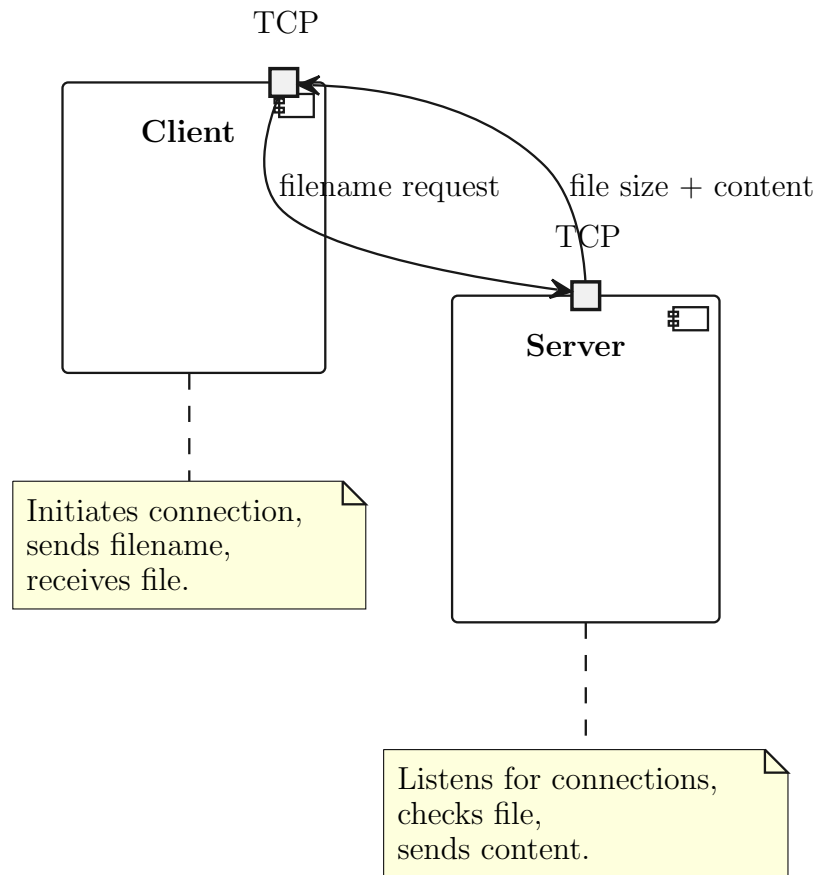 TCP
Client
filename request
file size + content
TCP
Server
Initiates connection,
sends filename,
receives file.
Listens for connections,
checks file,
sends content.